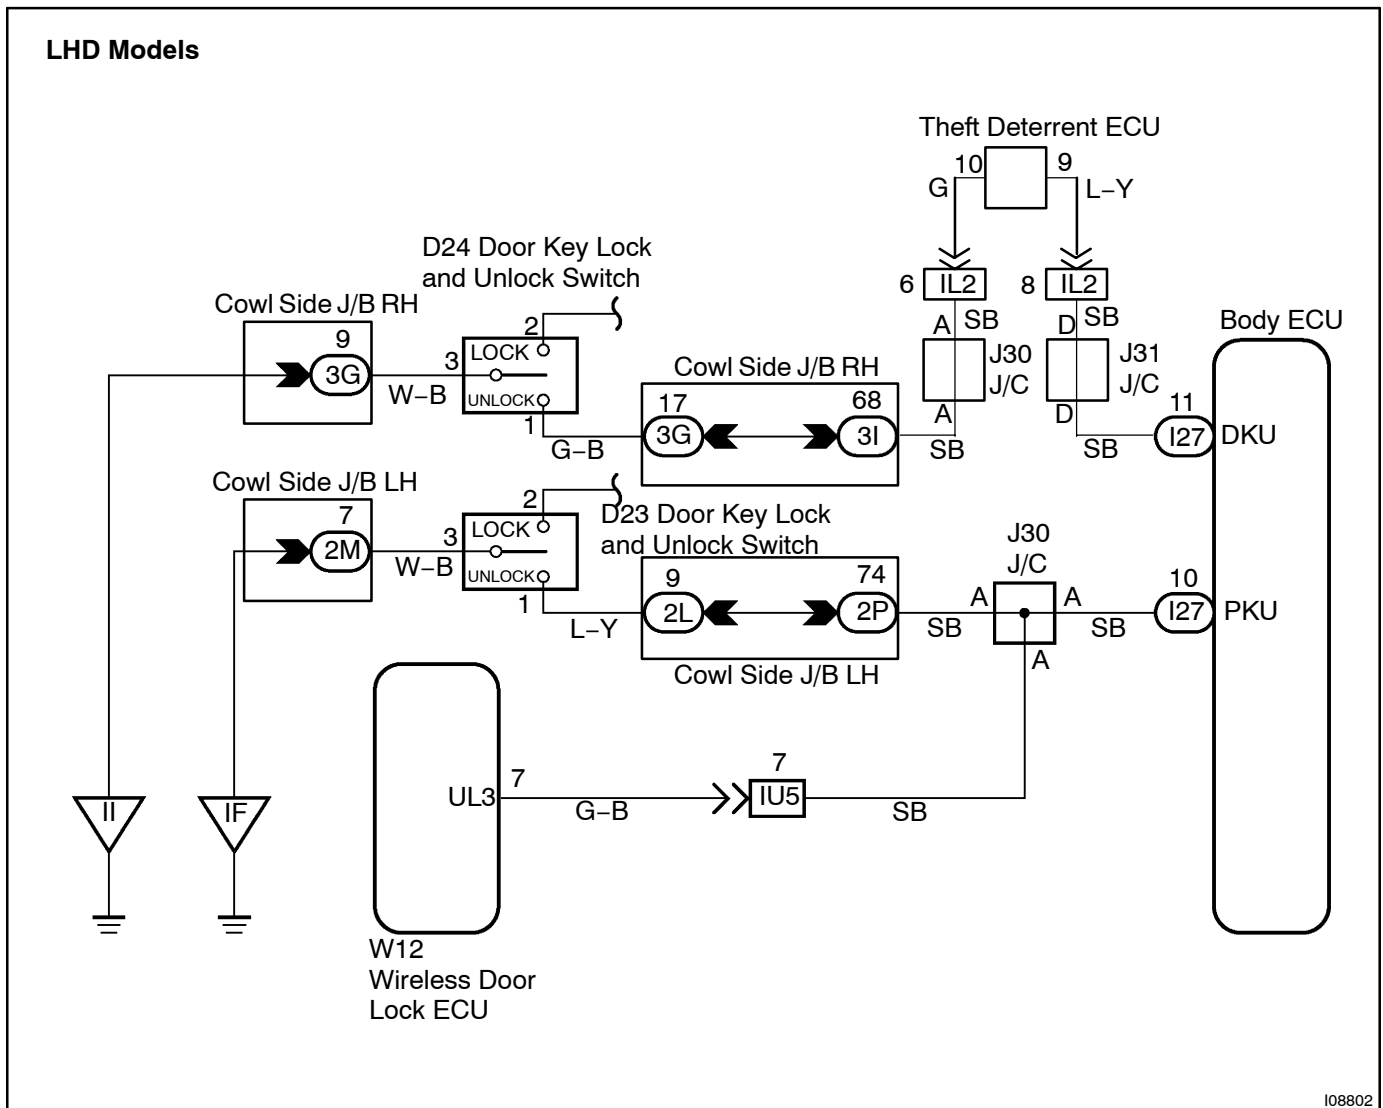 LHD Models
Theft Deterrent ECU
10
9
G
L–Y
D24 Door Key Lock
and Unlock Switch
6
IL2
8
IL2
Cowl Side J/B RH
2
A
SB
D
SB
Body ECU
9
3G
W–B
3
LOCK
UNLOCK
1
G–B
Cowl Side J/B RH
17
3G
68
3I
SB
J30
J/C
A
J31
J/C
D
SB
11
I27
DKU
Cowl Side J/B LH
7
2M
W–B
3
2
LOCK
UNLOCK
1
L–Y
D23 Door Key Lock
and Unlock Switch
9
2L
74
2P
Cowl Side J/B LH
SB
J30
J/C
A
A
A
SB
10
I27
PKU
UL3
7
G–B
7
IU5
SB
II
IF
W12
Wireless Door
Lock ECU
I08802